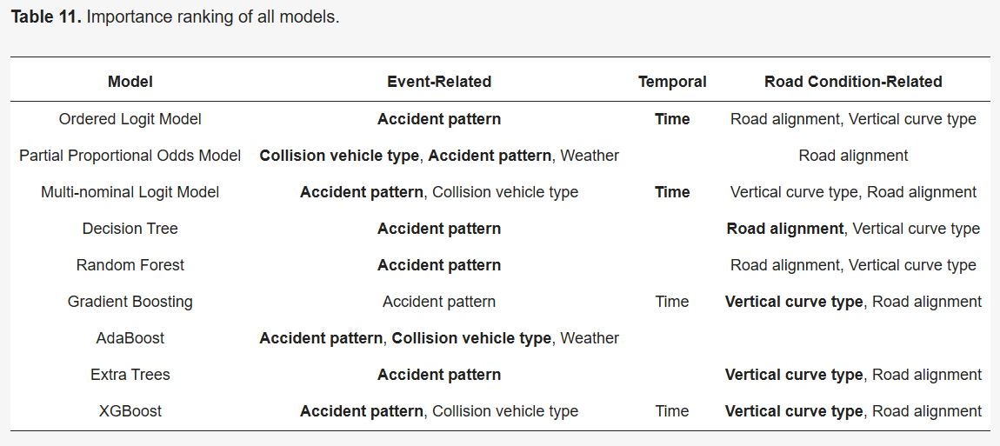 Table 11. Importance ranking of all models.
Model Event-Related Temporal Road Condition-Related
Ordered Logit Model Accident pattern Time Road alignment, Vertical curve type
Partial Proportional Odds Model Collision vehicle type, Accident pattern, Weather Road alignment
Multi-nominal Logit Model Accident pattern, Collision vehicle type Time Vertical curve type, Road alignment
Decision Tree Accident pattern Road alignment, Vertical curve type
Random Forest Accident pattern Road alignment, Vertical curve type
Gradient Boosting Accident pattern Time Vertical curve type, Road alignment
AdaBoost Accident pattern, Collision vehicle type, Weather
Extra Trees Accident pattern Vertical curve type, Road alignment
XGBoost Accident pattern, Collision vehicle type Time Vertical curve type, Road alignment